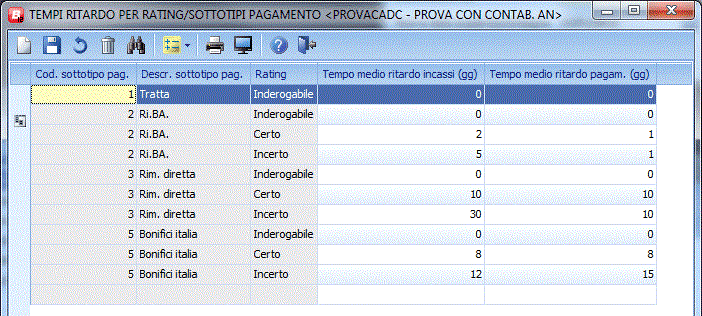 TEMPI RITARDO PER RATING/SOTTOTIPI PAGAMENTO <PROVACADC - PROVA CON CONTAB. AN>
Cod. sottotipo pag. Descr. sottotipo pag. Rating Tempo medio ritardo incassi (gg) Tempo medio ritardo pagam. (gg)
1 Tratta Inderogabile 0 0
2 Ri.BA. Inderogabile 0 0
2 Ri.BA. Certo 2 1
2 Ri.BA. Incerto 5 1
3 Rim. diretta Inderogabile 0 0
3 Rim. diretta Certo 10 10
3 Rim. diretta Incerto 30 10
5 Bonifici italia Inderogabile 0 0
5 Bonifici italia Certo 8 8
5 Bonifici italia Incerto 12 15